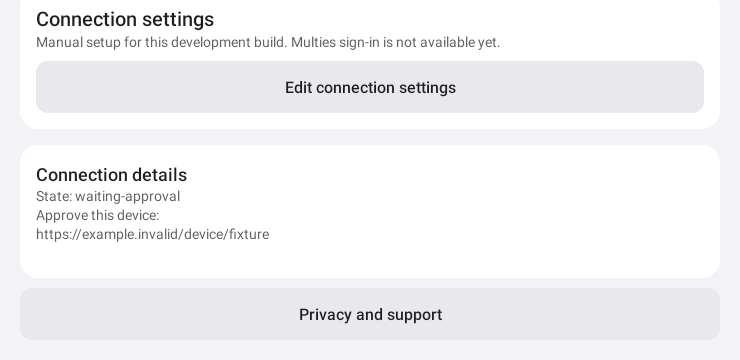 Connection settings
Manual setup for this development build. Multies sign-in is not available yet.
Edit connection settings
Connection details
State: waiting-approval
Approve this device:
https://example.invalid/device/fixture
Privacy and support